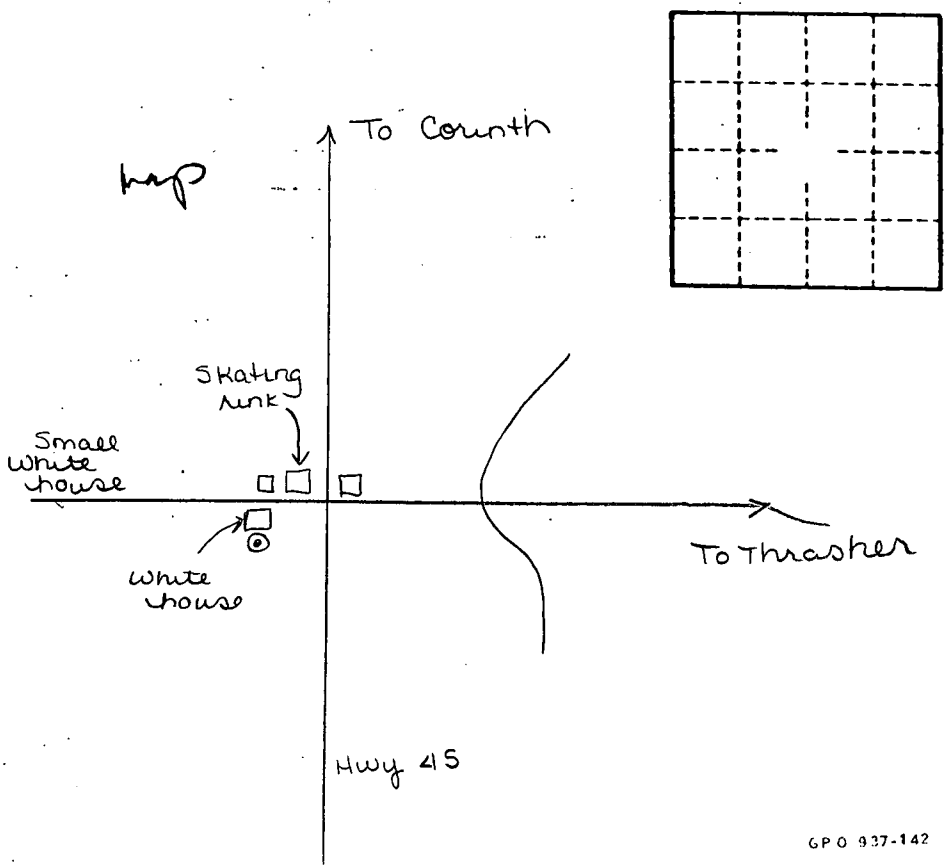 To Corinth
map
Skating
rink
Small
White
house
To Thrasher
White
house
Hwy 45
GPO 937-142